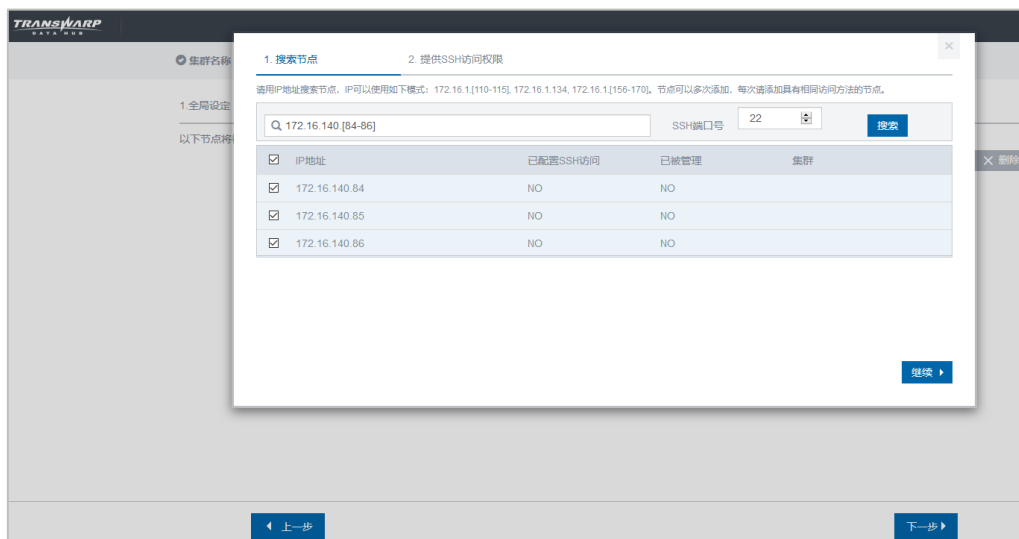 TRANSWARP
DATA HUB
集群名称
1. 搜索节点 2. 提供SSH访问权限
请用IP地址搜索节点，IP可以使用如下模式：172.16.1.[110-115], 172.16.1.134, 172.16.1.[156-170]。节点可以多次添加，每次请添加具有相同访问方法的节点。
1.全局设定
172.16.140.[84-86] SSH端口号 22 搜索
以下节点将
IP地址 已配置SSH访问 已被管理 集群
删除
172.16.140.84 NO NO
172.16.140.85 NO NO
172.16.140.86 NO NO
继续
上一步 下一步